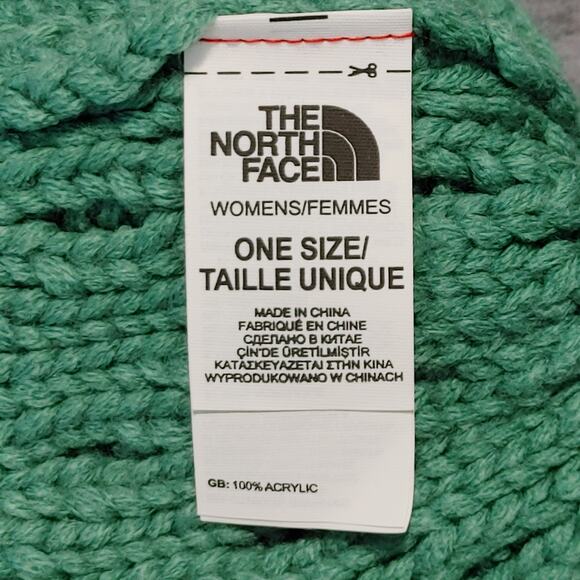 THE
NORTH
FACE
WOMENS/FEMMES
ONE SIZE/
TAILLE UNIQUE
MADE IN CHINA
FABRIQUÉ EN CHINE
СДЕЛАНО В КИТАЕ
ÇİN'DE ÜRETİLMİŞTİR
ΚΑΤΑΣΚΕΥΑΖΕΤΑΙ ΣΤΗΝ ΚΙΝΑ
WYPRODUKOWANO W CHINACH
GB: 100% ACRYLIC